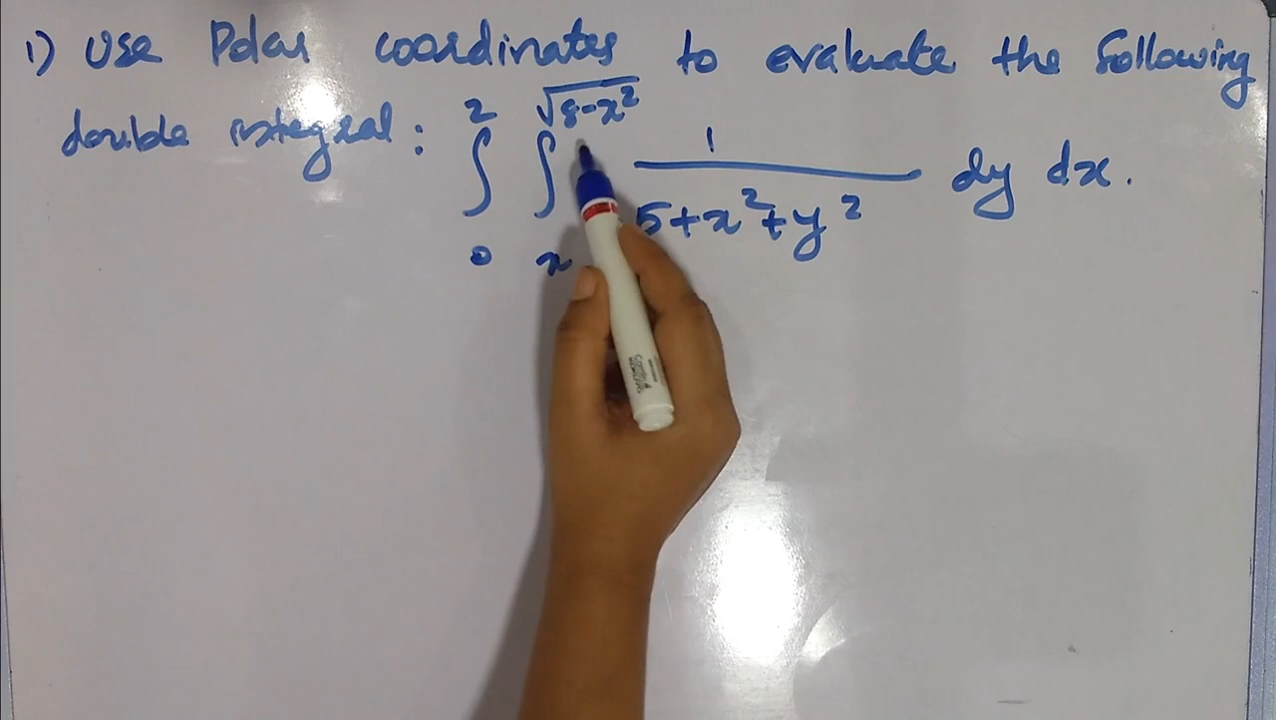 1) Use Polar coordinates to evaluate the following
double integral : ∫₀² ∫ₓ^√(8-x²) 1/(5+x²+y²) dy dx.